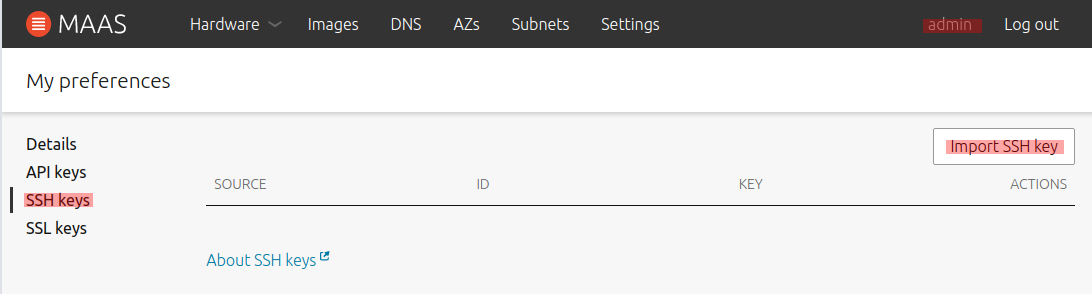 MAAS Hardware Images DNS AZs Subnets Settings admin Log out
My preferences
Details
API keys
SSH keys
SSL keys
Import SSH key
SOURCE ID KEY ACTIONS
About SSH keys